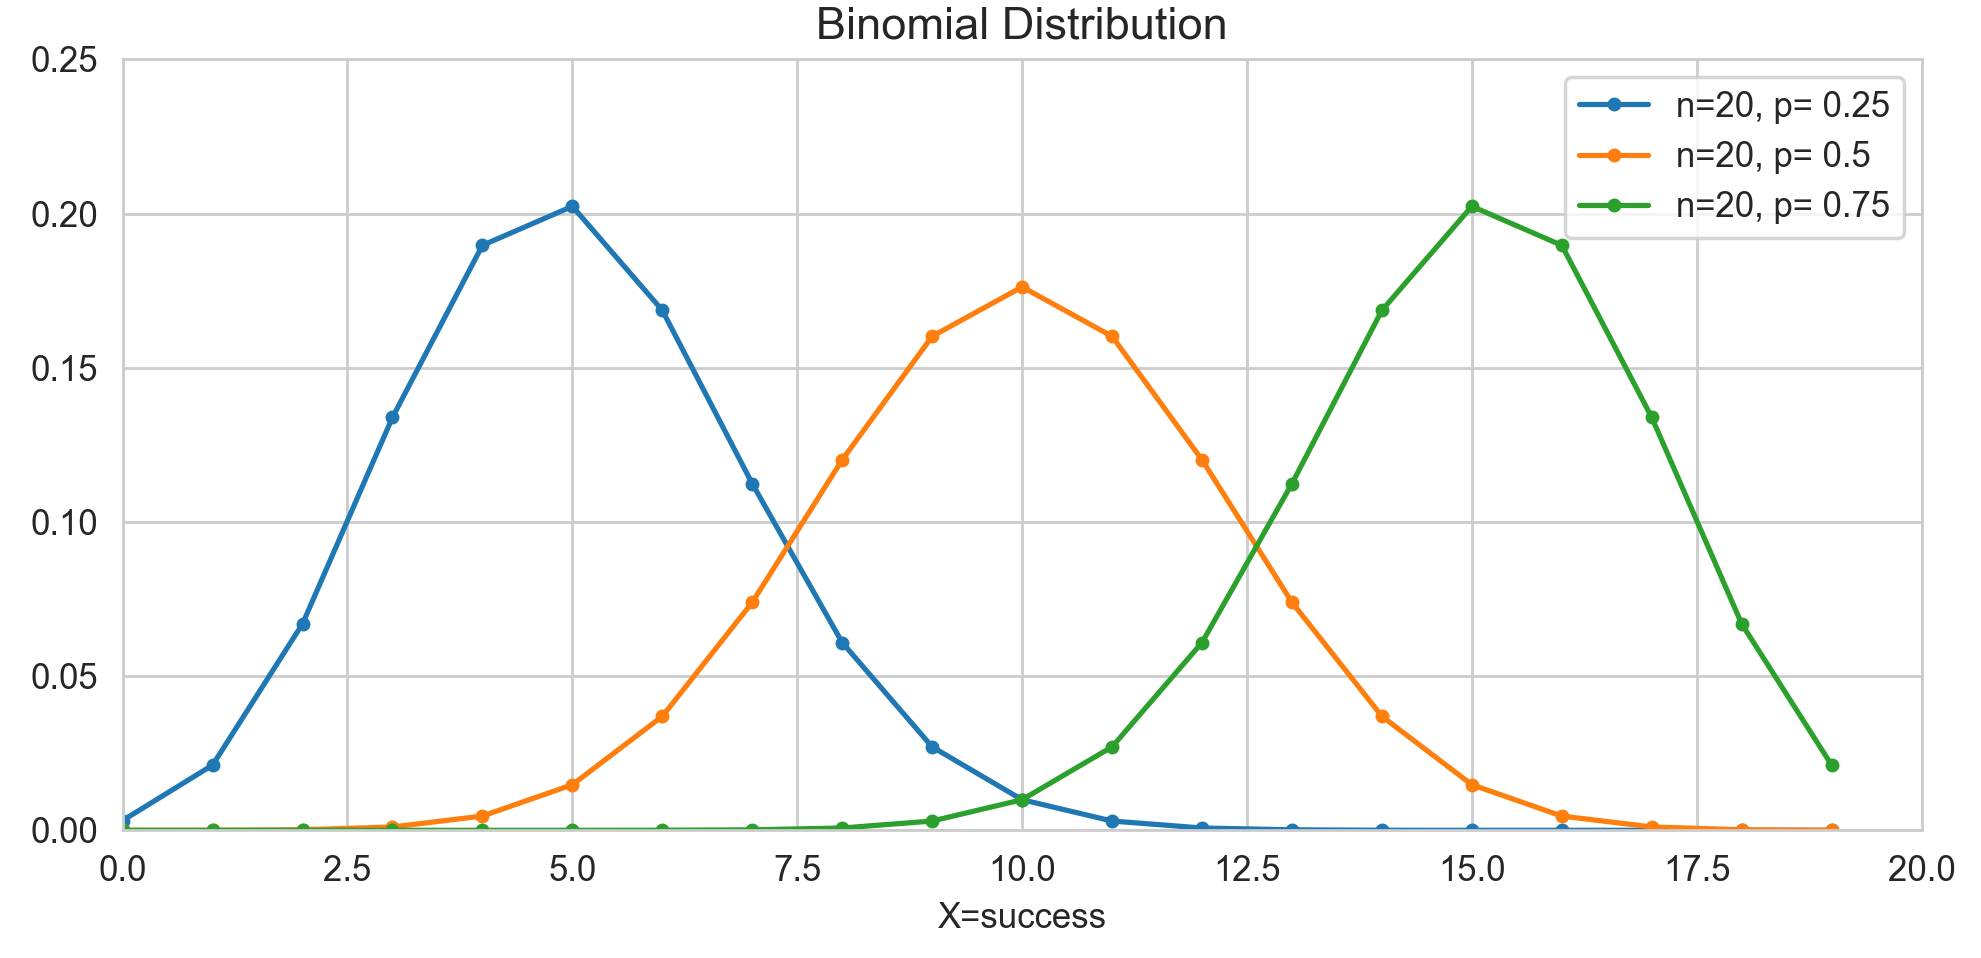 Binomial Distribution
0.25
0.20
0.15
0.10
0.05
0.00
n=20, p= 0.25
n=20, p= 0.5
n=20, p= 0.75
0.0 2.5 5.0 7.5 10.0 12.5 15.0 17.5 20.0
X=success